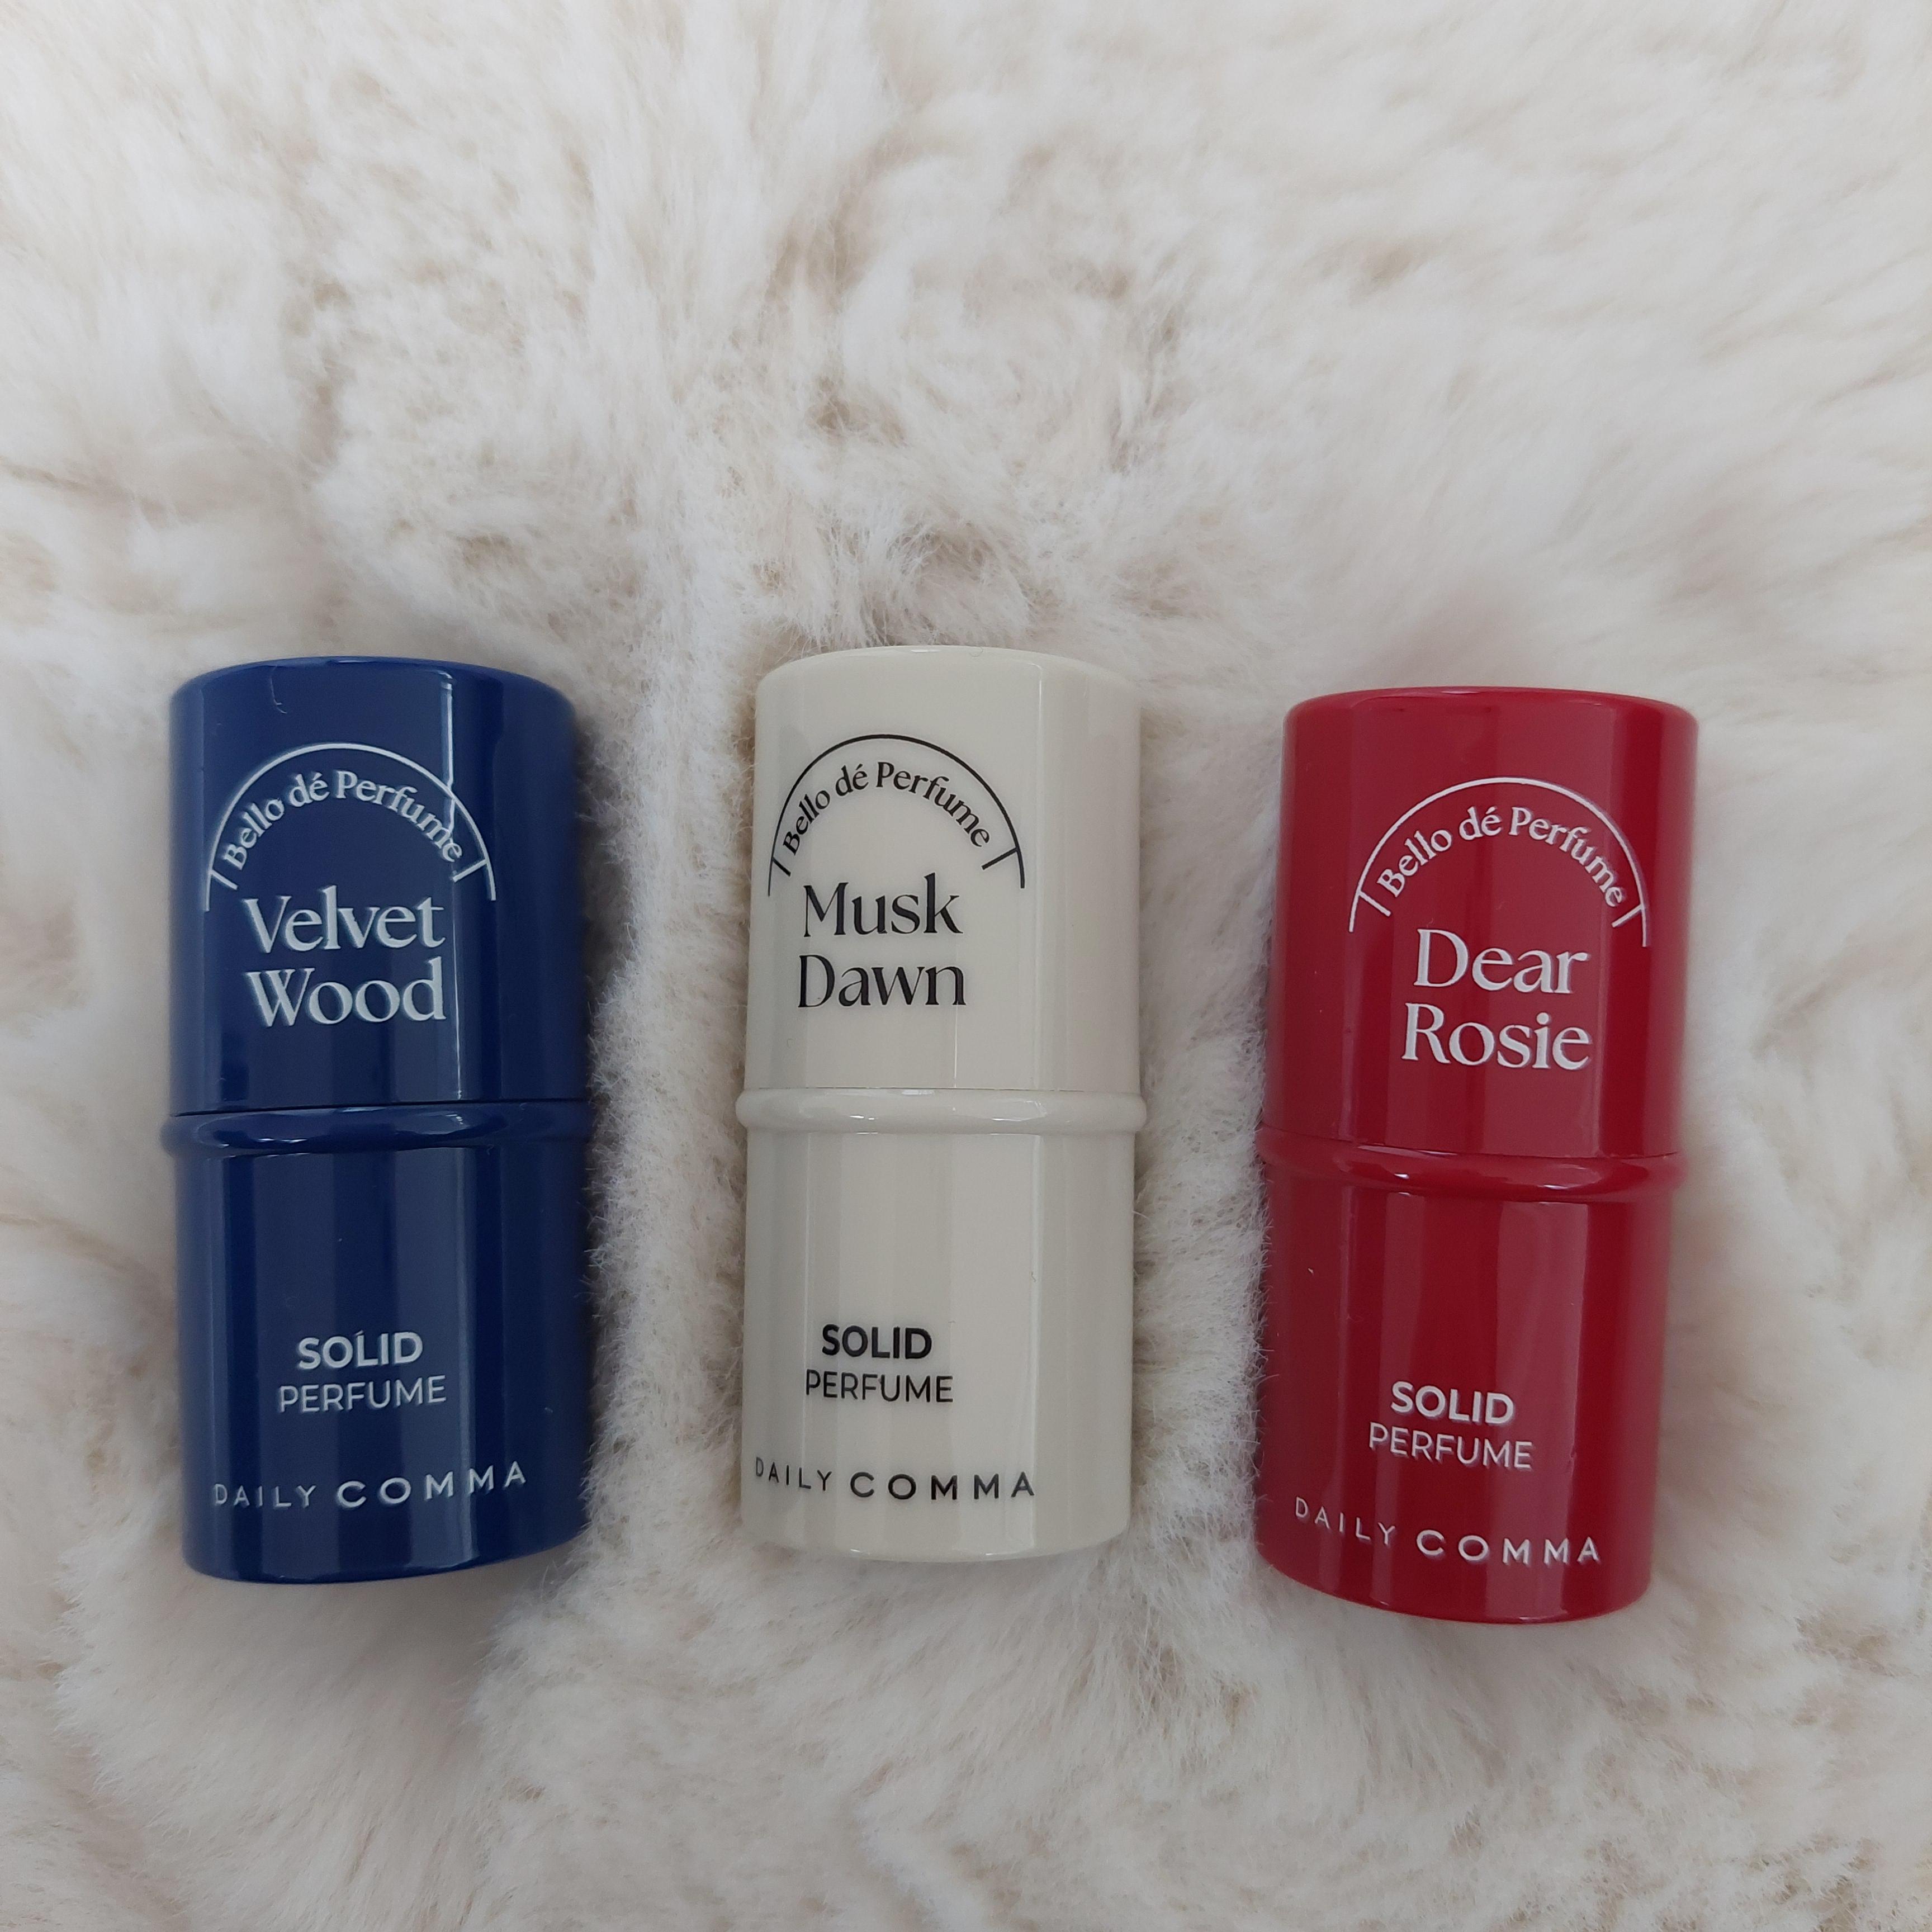 Bello dé Perfume
Velvet
Wood
SOLID
PERFUME
DAILY COMMA
Bello dé Perfume
Musk
Dawn
SOLID
PERFUME
DAILY COMMA
Bello dé Perfume
Dear
Rosie
SOLID
PERFUME
DAILY COMMA